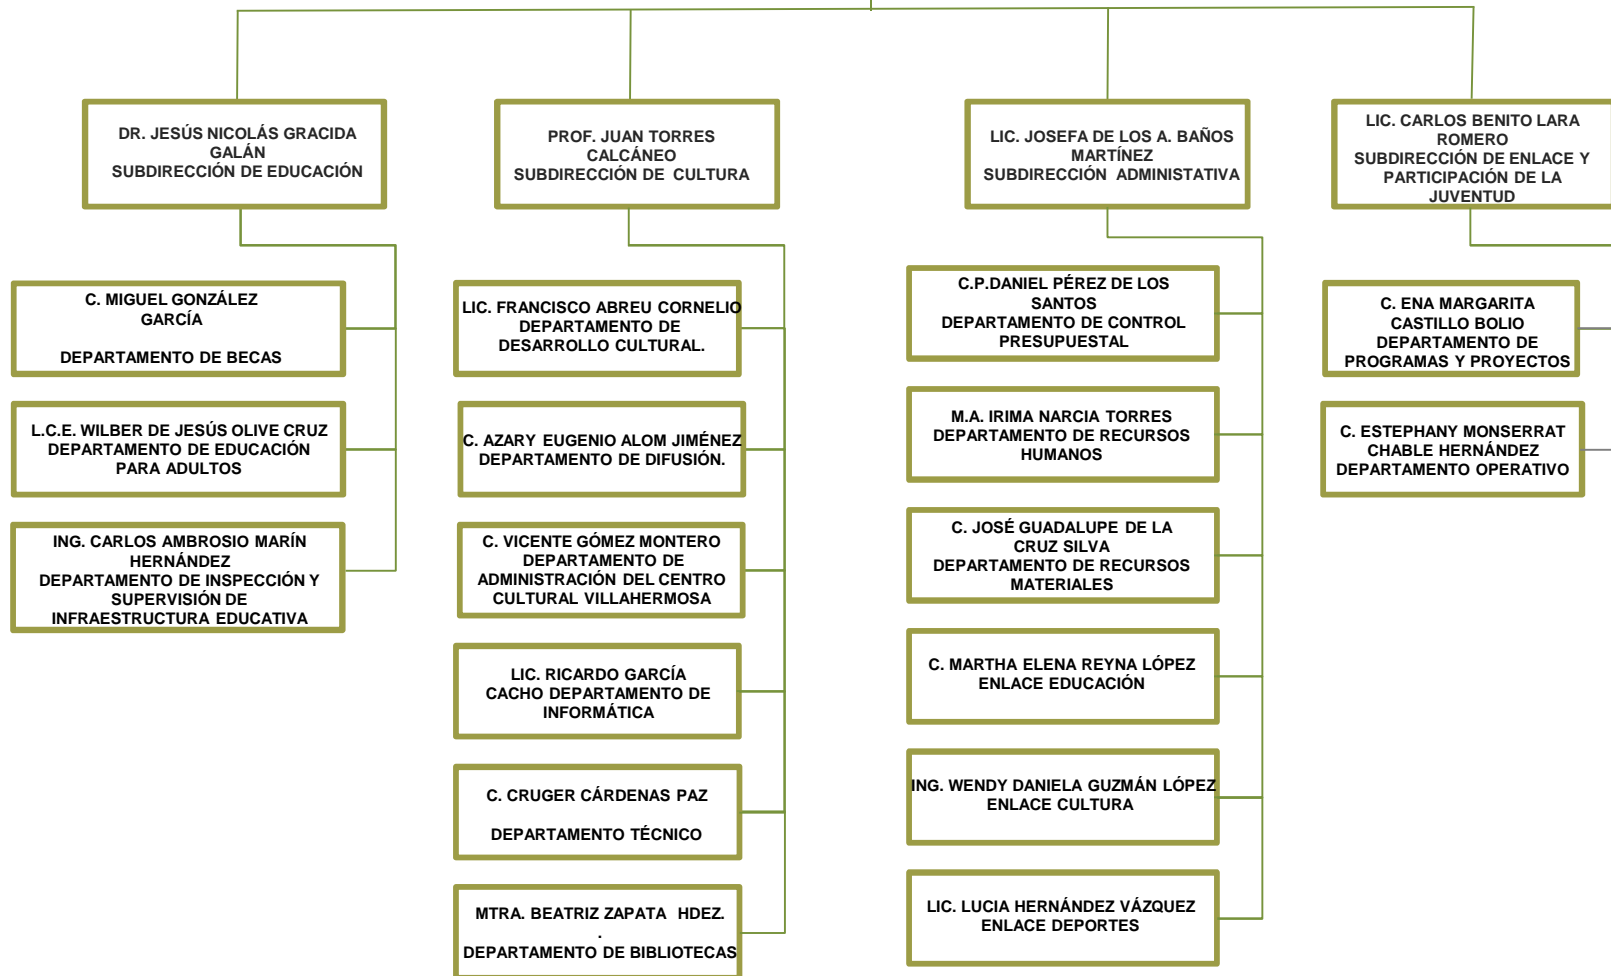 DR. JESÚS NICOLÁS GRACIDA
GALÁN
SUBDIRECCIÓN DE EDUCACIÓN
PROF. JUAN TORRES
CALCÁNEO
SUBDIRECCIÓN DE CULTURA
LIC. JOSEFA DE LOS A. BAÑOS
MARTÍNEZ
SUBDIRECCIÓN ADMINISTATIVA
LIC. CARLOS BENITO LARA
ROMERO
SUBDIRECCIÓN DE ENLACE Y
PARTICIPACIÓN DE LA
JUVENTUD
C. MIGUEL GONZÁLEZ
GARCÍA
DEPARTAMENTO DE BECAS
L.C.E. WILBER DE JESÚS OLIVE CRUZ
DEPARTAMENTO DE EDUCACIÓN
PARA ADULTOS
ING. CARLOS AMBROSIO MARÍN
HERNÁNDEZ
DEPARTAMENTO DE INSPECCIÓN Y
SUPERVISIÓN DE
INFRAESTRUCTURA EDUCATIVA
LIC. FRANCISCO ABREU CORNELIO
DEPARTAMENTO DE
DESARROLLO CULTURAL.
C. AZARY EUGENIO ALOM JIMÉNEZ
DEPARTAMENTO DE DIFUSIÓN.
C. VICENTE GÓMEZ MONTERO
DEPARTAMENTO DE
ADMINISTRACIÓN DEL CENTRO
CULTURAL VILLAHERMOSA
LIC. RICARDO GARCÍA
CACHO DEPARTAMENTO DE
INFORMÁTICA
C. CRUGER CÁRDENAS PAZ
DEPARTAMENTO TÉCNICO
MTRA. BEATRIZ ZAPATA HDEZ.
.
DEPARTAMENTO DE BIBLIOTECAS
C.P.DANIEL PÉREZ DE LOS
SANTOS
DEPARTAMENTO DE CONTROL
PRESUPUESTAL
M.A. IRIMA NARCIA TORRES
DEPARTAMENTO DE RECURSOS
HUMANOS
C. JOSÉ GUADALUPE DE LA
CRUZ SILVA
DEPARTAMENTO DE RECURSOS
MATERIALES
C. MARTHA ELENA REYNA LÓPEZ
ENLACE EDUCACIÓN
ING. WENDY DANIELA GUZMÁN LÓPEZ
ENLACE CULTURA
LIC. LUCIA HERNÁNDEZ VÁZQUEZ
ENLACE DEPORTES
C. ENA MARGARITA
CASTILLO BOLIO
DEPARTAMENTO DE
PROGRAMAS Y PROYECTOS
C. ESTEPHANY MONSERRAT
CHABLE HERNÁNDEZ
DEPARTAMENTO OPERATIVO